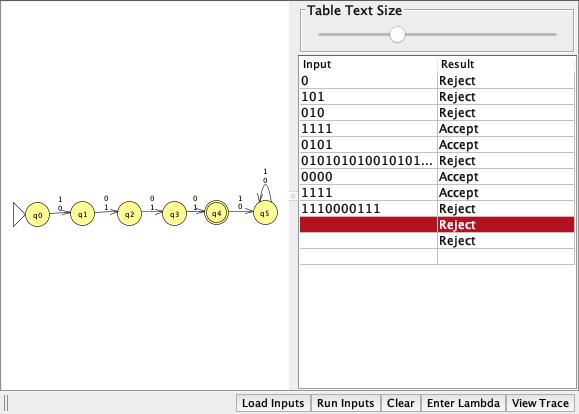 Table Text Size
Input Result
0 Reject
101 Reject
010 Reject
1111 Accept
0101 Accept
010101010010101... Reject
0000 Accept
1111 Accept
1110000111 Reject
Reject
Reject
1 0 0 0 1 1
0 1 1 1 0 0
q0 q1 q2 q3 q4 q5
Load Inputs Run Inputs Clear Enter Lambda View Trace